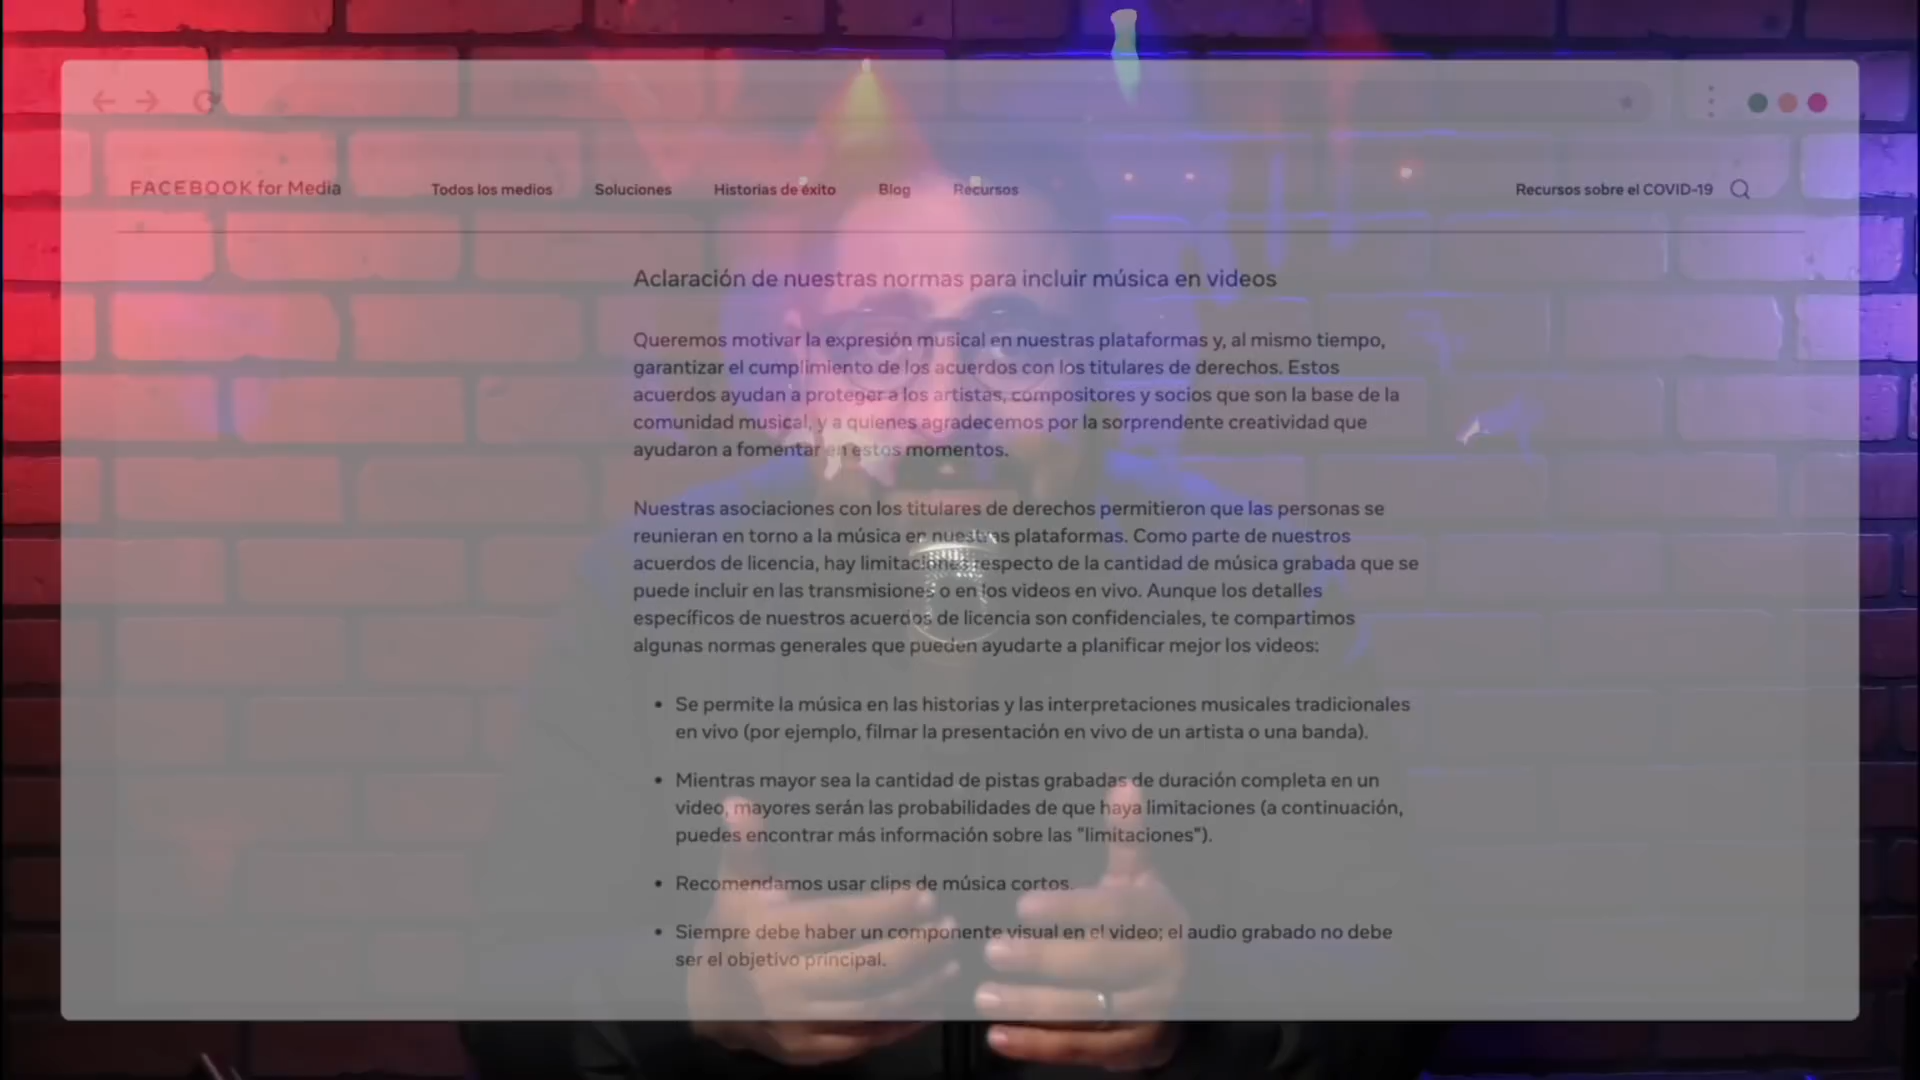 FACEBOOK for Media
Todos los medios
Soluciones
Historias de éxito
Blog
Recursos
Recursos sobre el COVID-19
Aclaración de nuestras normas para incluir música en videos
Queremos motivar la expresión musical en nuestras plataformas y, al mismo tiempo,
garantizar el cumplimiento de los acuerdos con los titulares de derechos. Estos
acuerdos ayudan a proteger a los artistas, compositores y socios que son la base de la
comunidad musical, y a quienes agradecemos por la sorprendente creatividad que
ayudaron a fomentar en estos momentos.
Nuestras asociaciones con los titulares de derechos permitieron que las personas se
reunieran en torno a la música en nuestras plataformas. Como parte de nuestros
acuerdos de licencia, hay limitaciones respecto de la cantidad de música grabada que se
puede incluir en las transmisiones o en los videos en vivo. Aunque los detalles
específicos de nuestros acuerdos de licencia son confidenciales, te compartimos
algunas normas generales que pueden ayudarte a planificar mejor los videos:
• Se permite la música en las historias y las interpretaciones musicales tradicionales
en vivo (por ejemplo, filmar la presentación en vivo de un artista o una banda).
• Mientras mayor sea la cantidad de pistas grabadas de duración completa en un
video, mayores serán las probabilidades de que haya limitaciones (a continuación,
puedes encontrar más información sobre las "limitaciones").
• Recomendamos usar clips de música cortos.
• Siempre debe haber un componente visual en el video; el audio grabado no debe
ser el objetivo principal.